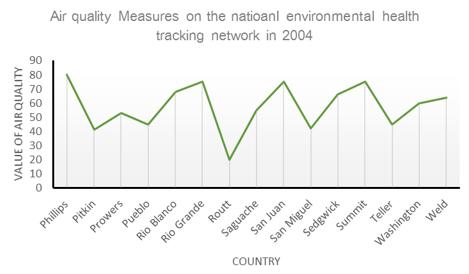 Air quality Measures on the natioanl environmental health
tracking network in 2004
VALUE OF AIR QUALITY
90
80
70
60
50
40
30
20
10
0
Phillips
Pitkin
Prowers
Pueblo
Rio Blanco
Rio Grande
Routt
Saguache
San Juan
San Miguel
Sedgwick
Summit
Teller
Washington
Weld
COUNTRY